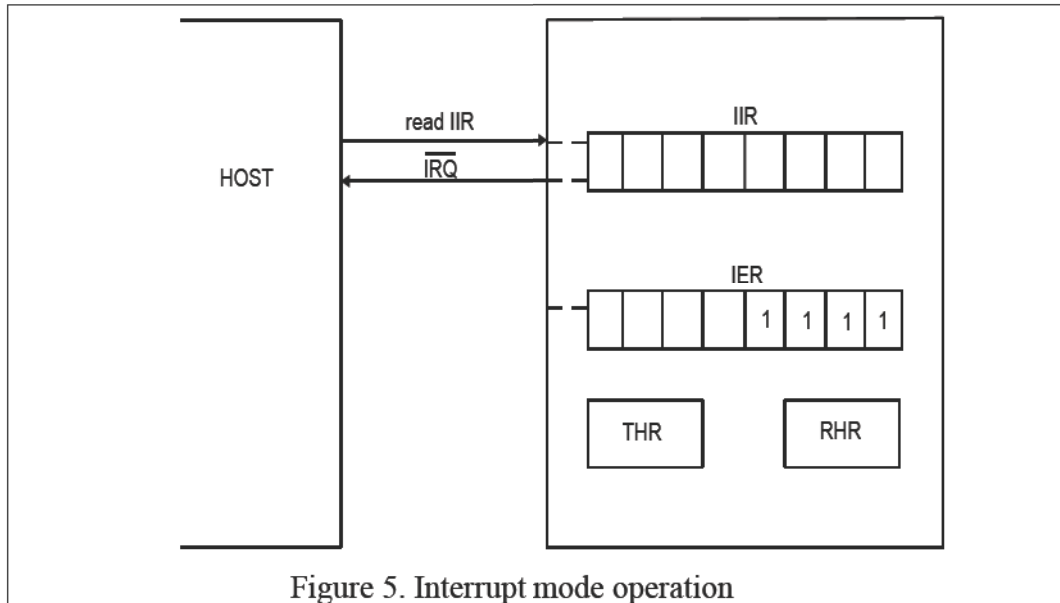 read IIR
IIR
IRQ
HOST
IER
1 1 1 1
THR RHR
Figure 5. Interrupt mode operation